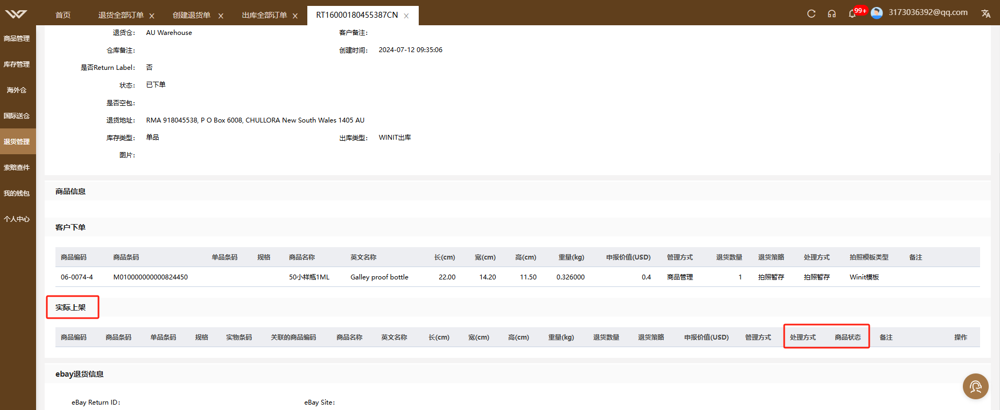 首页 退货全部订单 创建退货单 出库全部订单 RT16000180455387CN 99+ 3173036392@qq.com
商品管理
库存管理
海外仓
国际送仓
退货管理
索赔查件
我的钱包
个人中心
退货仓： AU Warehouse 客户备注：
仓库备注： 创建时间： 2024-07-12 09:35:06
是否Return Label： 否
状态： 已下单
是否空包：
退货地址： RMA 918045538, P O Box 6008, CHULLORA New South Wales 1405 AU
库存类型： 单品 出库类型： WINIT出库
图片：
商品信息
客户下单
商品编码 商品条码 单品条码 规格 商品名称 英文名称 长(cm) 宽(cm) 高(cm) 重量(kg) 申报价值(USD) 管理方式 退货数量 退货策略 处理方式 拍照模板类型 备注
06-0074-4 M010000000000824450 50小样瓶1ML Galley proof bottle 22.00 14.20 11.50 0.326000 0.4 商品管理 1 拍照暂存 拍照暂存 Winit模板
实际上架
商品编码 商品条码 单品条码 规格 实物条码 关联的商品编码 商品名称 英文名称 长(cm) 宽(cm) 高(cm) 重量(kg) 退货数量 退货策略 申报价值(USD) 管理方式 处理方式 商品状态 备注 操作
ebay退货信息
eBay Return ID： eBay Site：